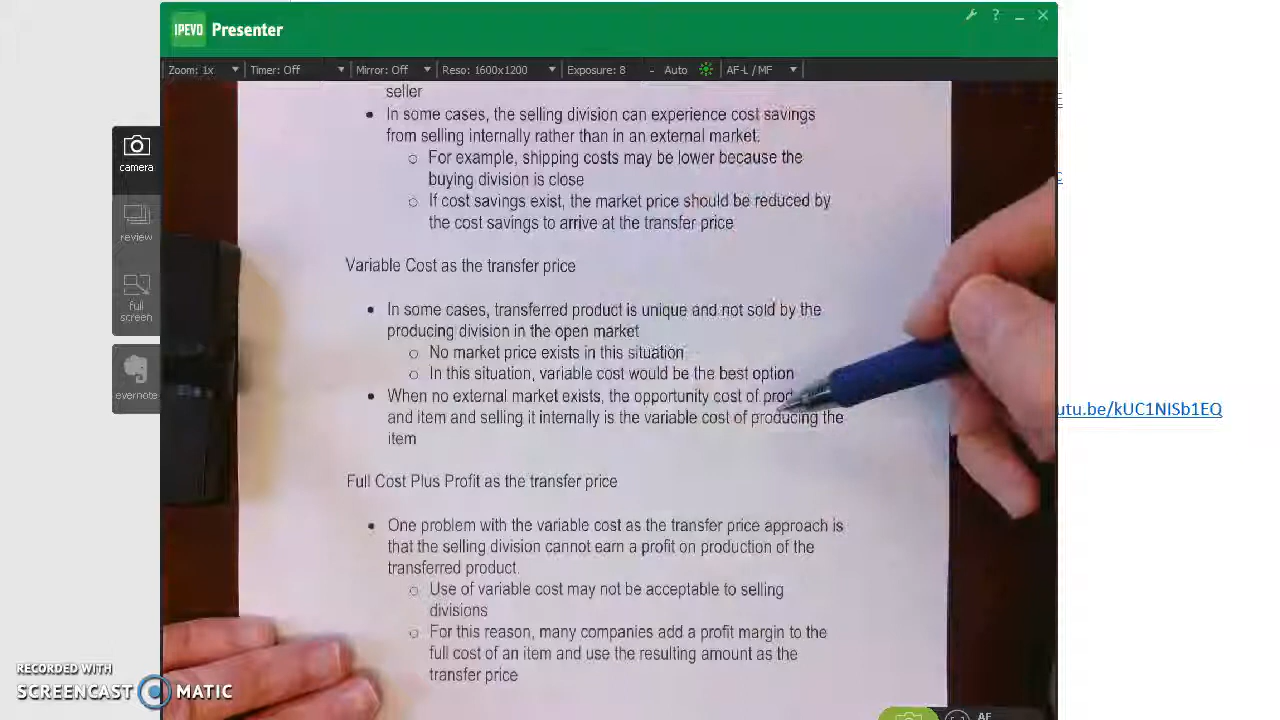 IPEVO Presenter
?
Zoom: 1x Timer: Off Mirror: Off Reso: 1600x1200 Exposure: 8 - Auto AF-L / MF
seller
• In some cases, the selling division can experience cost savings
from selling internally rather than in an external market.
○ For example, shipping costs may be lower because the
buying division is close
○ If cost savings exist, the market price should be reduced by
the cost savings to arrive at the transfer price
camera
review
full
screen
evernote
Variable Cost as the transfer price
• In some cases, transferred product is unique and not sold by the
producing division in the open market
○ No market price exists in this situation
○ In this situation, variable cost would be the best option
• When no external market exists, the opportunity cost of prod
and item and selling it internally is the variable cost of producing the
item
utu.be/kUC1NISb1EQ
Full Cost Plus Profit as the transfer price
• One problem with the variable cost as the transfer price approach is
that the selling division cannot earn a profit on production of the
transferred product.
○ Use of variable cost may not be acceptable to selling
divisions
○ For this reason, many companies add a profit margin to the
full cost of an item and use the resulting amount as the
transfer price
RECORDED WITH
SCREENCAST MATIC
AF